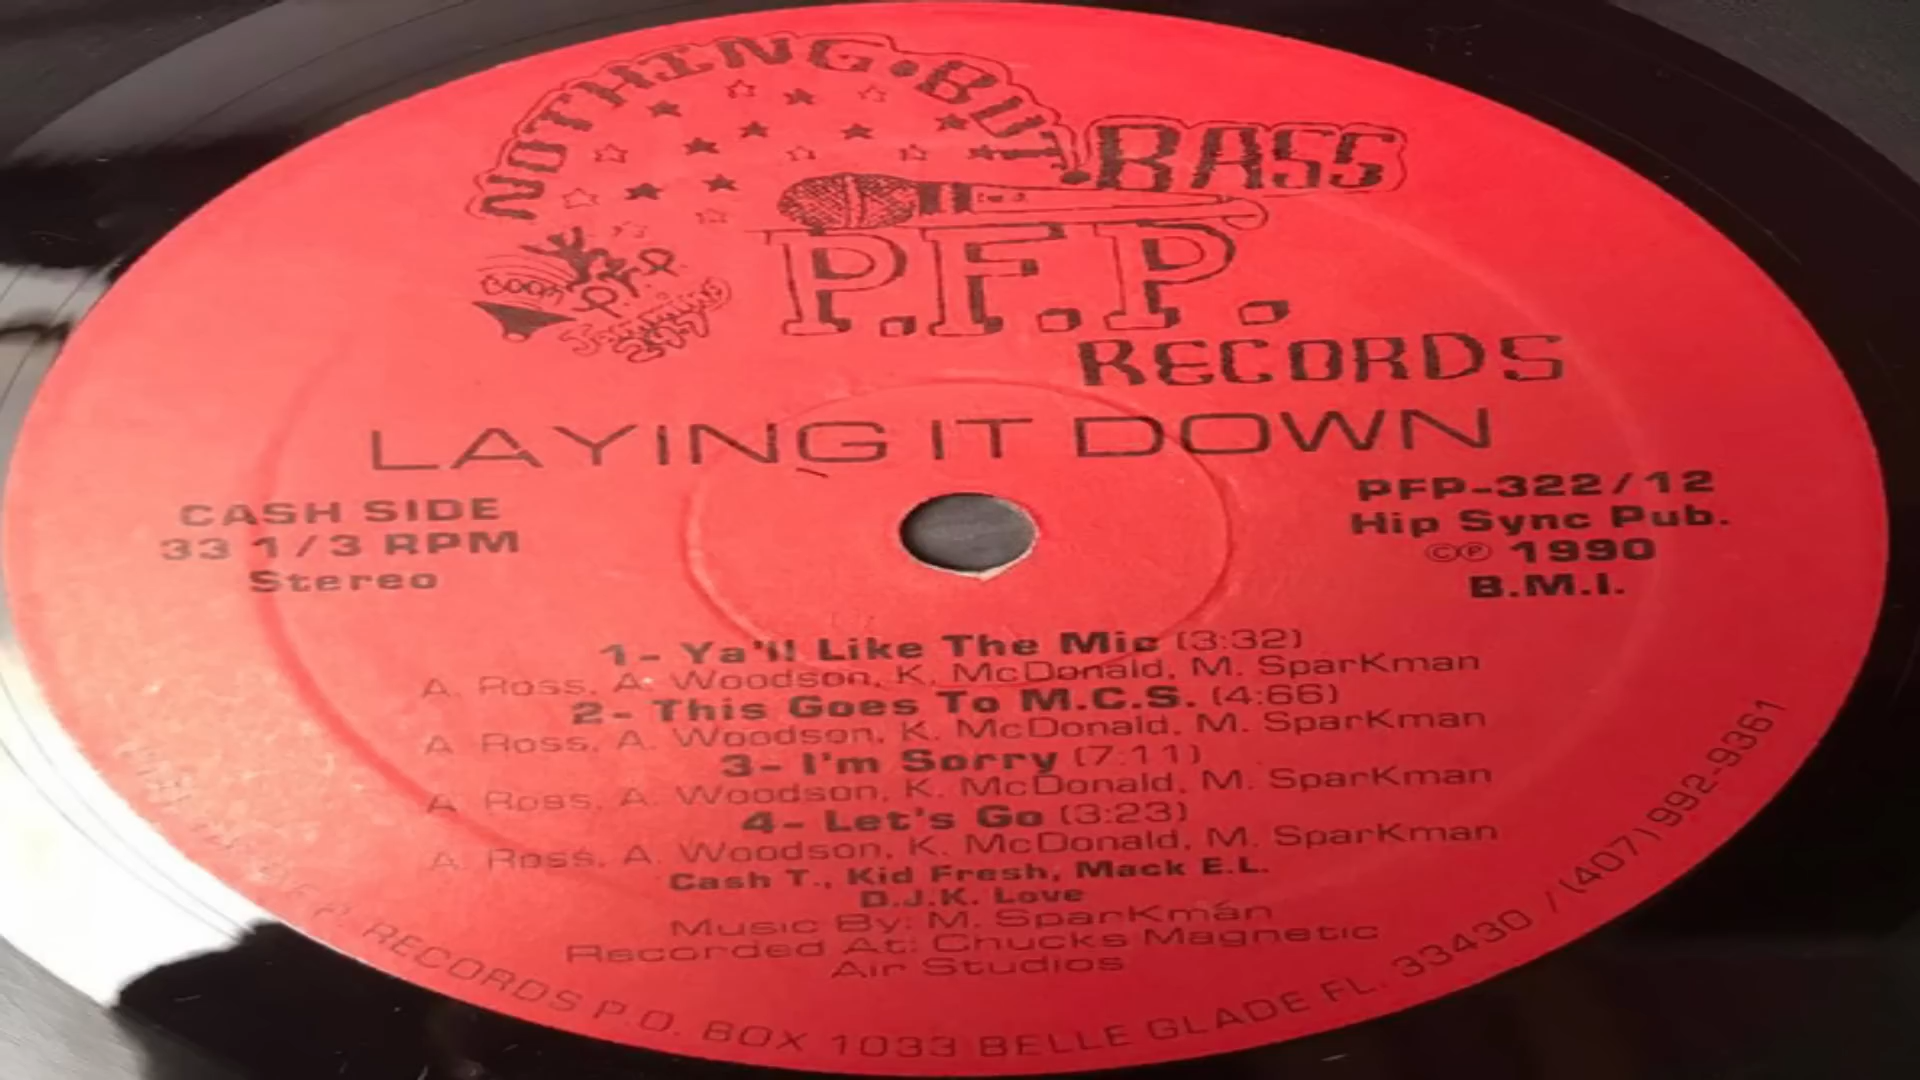 NOTHING·BUT·BASS
BOOM
P.F.P.
P.F.P.
RECORDS
LAYING IT DOWN
CASH SIDE
33 1/3 RPM
Stereo
PFP-322/12
Hip Sync Pub.
©℗ 1990
B.M.I.
1- Ya'll Like The Mic (3:32)
A. Ross, A. Woodson, K. McDonald, M. SparKman
2- This Goes To M.C.S. (4:66)
A. Ross, A. Woodson, K. McDonald, M. SparKman
3- I'm Sorry (7:11)
A. Ross, A. Woodson, K. McDonald, M. SparKman
4- Let's Go (3:23)
A. Ross, A. Woodson, K. McDonald, M. SparKman
Cash T., Kid Fresh, Mack E.L.
D.J.K. Love
Music By: M. SparKman
Recorded At: Chucks Magnetic
Air Studios
RECORDS P.O. BOX 1033 BELLE GLADE FL. 33430 / (407) 992-9361